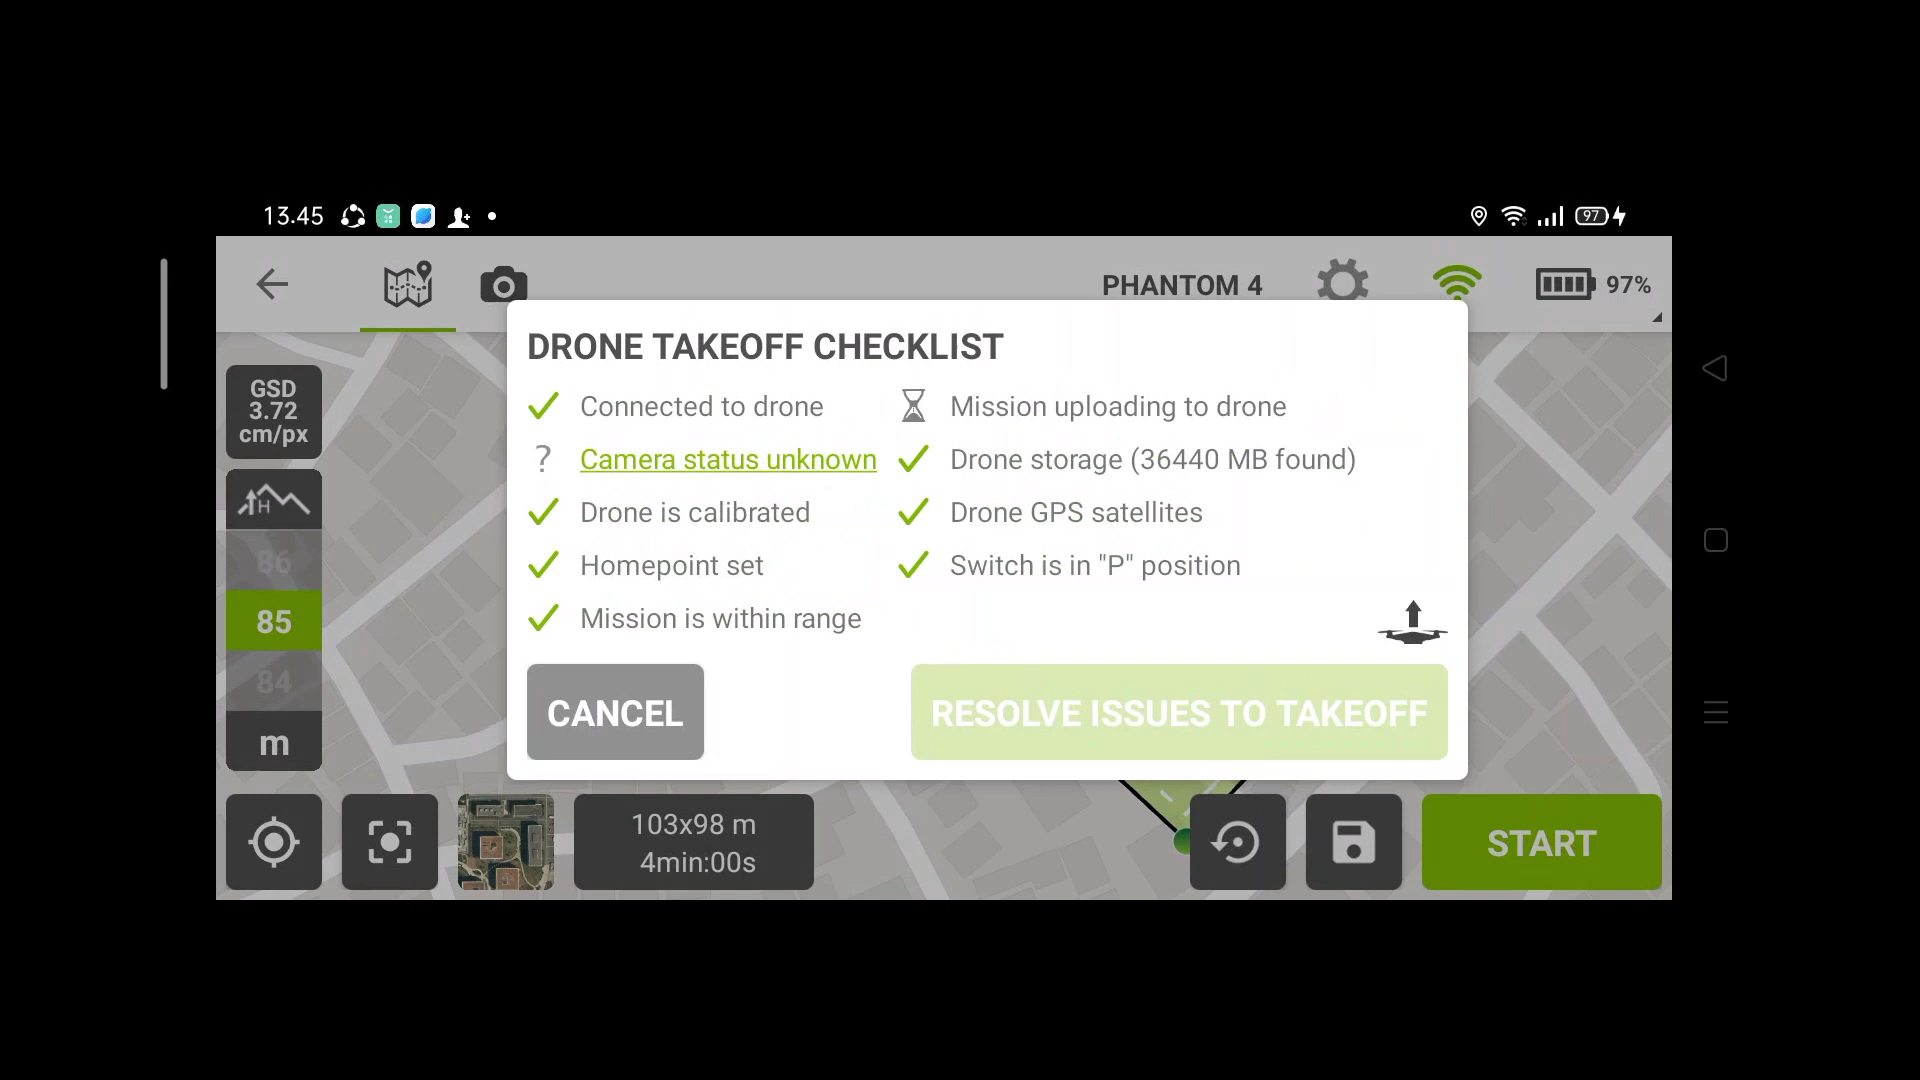 13.45
97
PHANTOM 4
97%
DRONE TAKEOFF CHECKLIST
Connected to drone
Mission uploading to drone
? Camera status unknown
Drone storage (36440 MB found)
Drone is calibrated
Drone GPS satellites
Homepoint set
Switch is in "P" position
Mission is within range
CANCEL
RESOLVE ISSUES TO TAKEOFF
GSD
3.72
cm/px
H
86
85
84
m
103x98 m
4min:00s
START